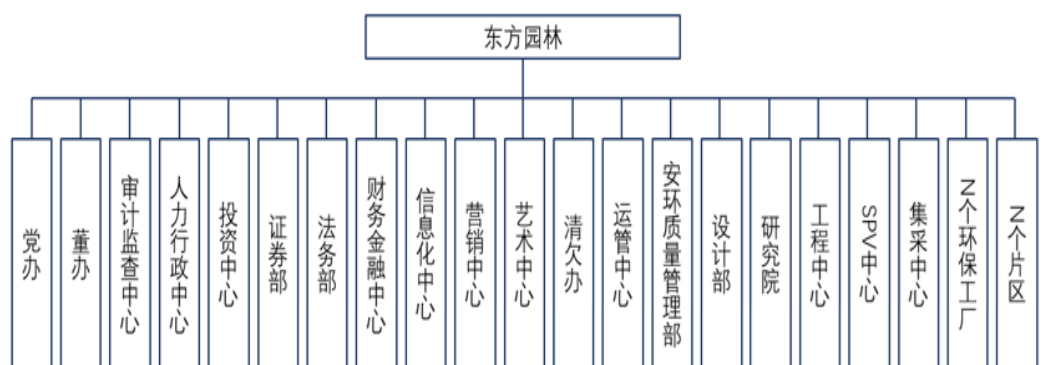 东方园林
党办
董办
审计监查中心
人力行政中心
投资中心
证券部
法务部
财务金融中心
信息化中心
营销中心
艺术中心
清欠办
运管中心
安环质量管理部
设计部
研究院
工程中心
SPV中心
集采中心
N个环保工厂
N个片区